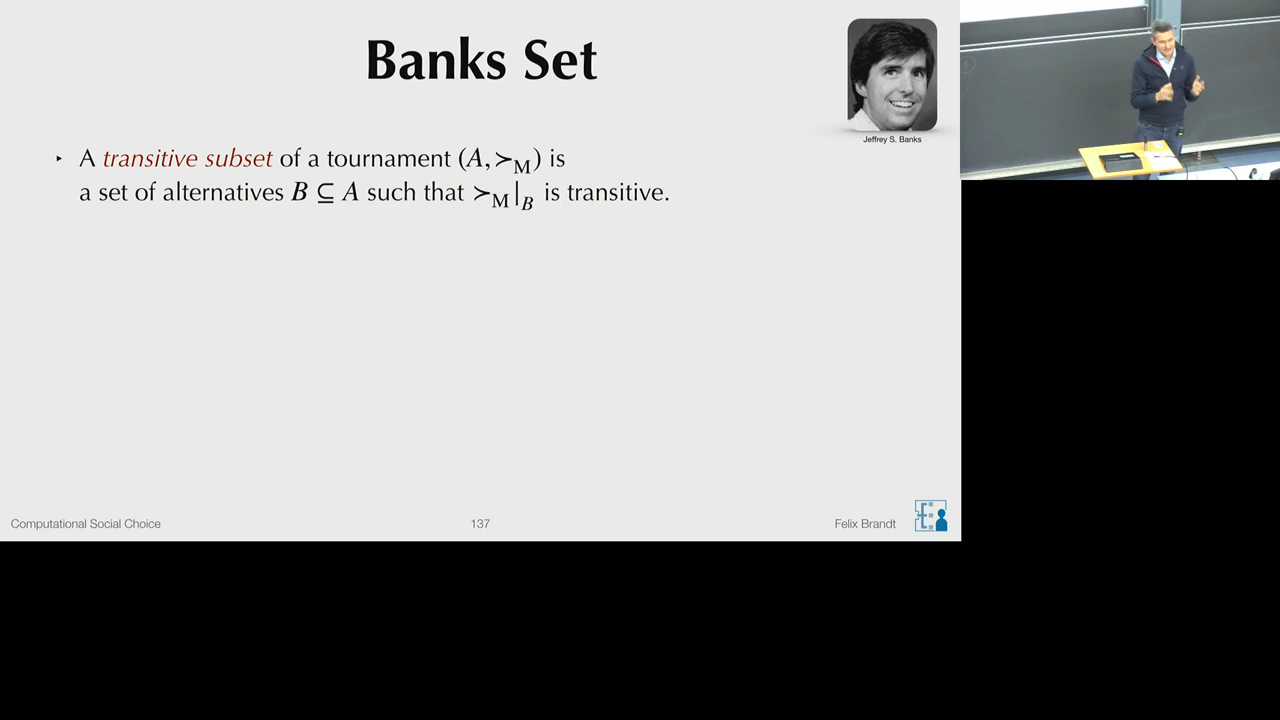 Banks Set
Jeffrey S. Banks
‣ A transitive subset of a tournament (A, ≻M) is
a set of alternatives B ⊆ A such that ≻M|B is transitive.
Computational Social Choice
137
Felix Brandt